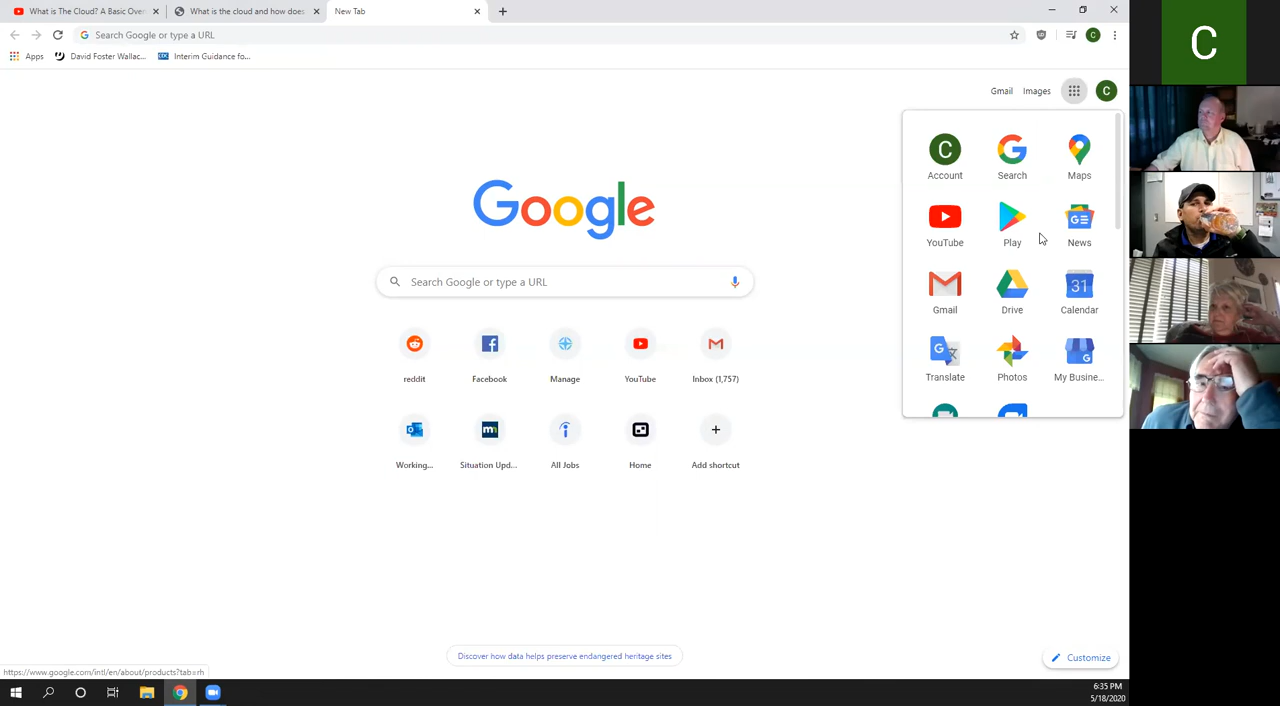 What is The Cloud? A Basic Over
What is the cloud and how does
New Tab
Search Google or type a URL
C
Apps
David Foster Wallac...
Interim Guidance fo...
Gmail
Images
C
C
Account
Search
Maps
YouTube
Play
News
Gmail
Drive
31
Calendar
Translate
Photos
My Busine...
Google
Search Google or type a URL
reddit
Facebook
Manage
YouTube
Inbox (1,757)
Working...
Situation Upd...
All Jobs
Home
Add shortcut
Discover how data helps preserve endangered heritage sites
Customize
https://www.google.com/intl/en/about/products?tab=rh
6:35 PM
5/18/2020
C